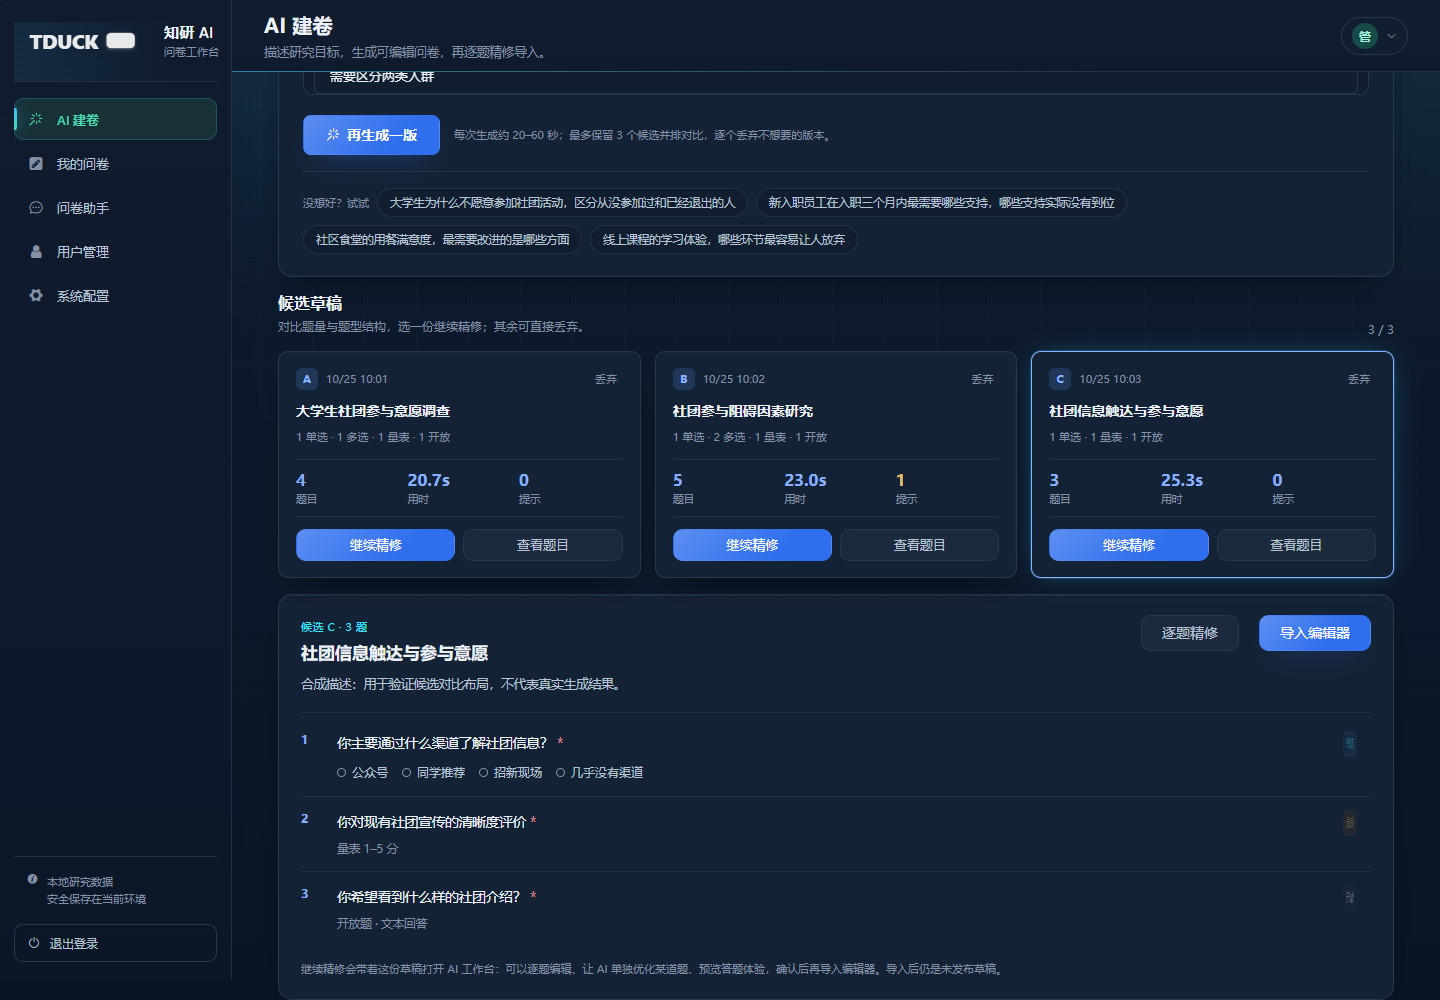 TDUCK
知研 AI
问卷工作台
AI 建卷
我的问卷
问卷助手
用户管理
系统配置
本地研究数据
安全保存在当前环境
退出登录
AI 建卷
描述研究目标，生成可编辑问卷，再逐题精修导入。
管
需要区分两类人群
再生成一版
每次生成约 20–60 秒；最多保留 3 个候选并排对比，逐个丢弃不想要的版本。
没想好？试试
大学生为什么不愿意参加社团活动，区分从没参加过和已经退出的人
新入职员工在入职三个月内最需要哪些支持，哪些支持实际没有到位
社区食堂的用餐满意度，最需要改进的是哪些方面
线上课程的学习体验，哪些环节最容易让人放弃
候选草稿
对比题量与题型结构，选一份继续精修；其余可直接丢弃。
3 / 3
A 10/25 10:01 丢弃
大学生社团参与意愿调查
1 单选 · 1 多选 · 1 量表 · 1 开放
4 20.7s 0
题目 用时 提示
继续精修 查看题目
B 10/25 10:02 丢弃
社团参与阻碍因素研究
1 单选 · 2 多选 · 1 量表 · 1 开放
5 23.0s 1
题目 用时 提示
继续精修 查看题目
C 10/25 10:03 丢弃
社团信息触达与参与意愿
1 单选 · 1 量表 · 1 开放
3 25.3s 0
题目 用时 提示
继续精修 查看题目
候选 C · 3 题
社团信息触达与参与意愿
合成描述：用于验证候选对比布局，不代表真实生成结果。
逐题精修
导入编辑器
1 你主要通过什么渠道了解社团信息？ *
公众号 同学推荐 招新现场 几乎没有渠道
2 你对现有社团宣传的清晰度评价 *
量表 1–5 分
3 你希望看到什么样的社团介绍？ *
开放题 · 文本回答
继续精修会带着这份草稿打开 AI 工作台：可以逐题编辑、让 AI 单独优化某道题、预览答题体验，确认后再导入编辑器。导入后仍是未发布草稿。